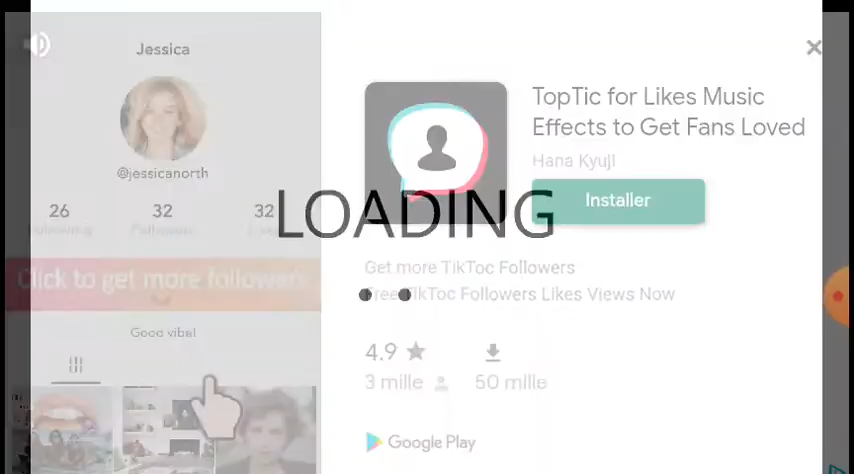 Jessica
@jessicanorth
26 32 32
Following Followers
Click to get more followers
Good vibe!
TopTic for Likes Music
Effects to Get Fans Loved
Hana Kyuji
Installer
LOADING
Get more TikToc Followers
Free TikToc Followers Likes Views Now
4.9
3 mille 50 mille
Google Play